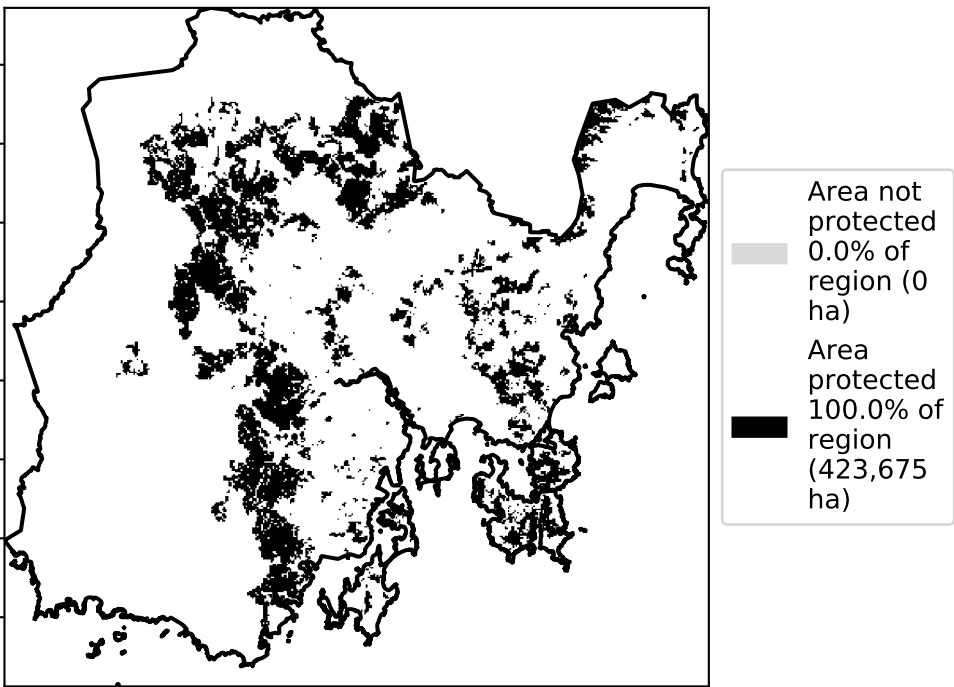 Area not
protected
0.0% of
region (0
ha)
Area
protected
100.0% of
region
(423,675
ha)